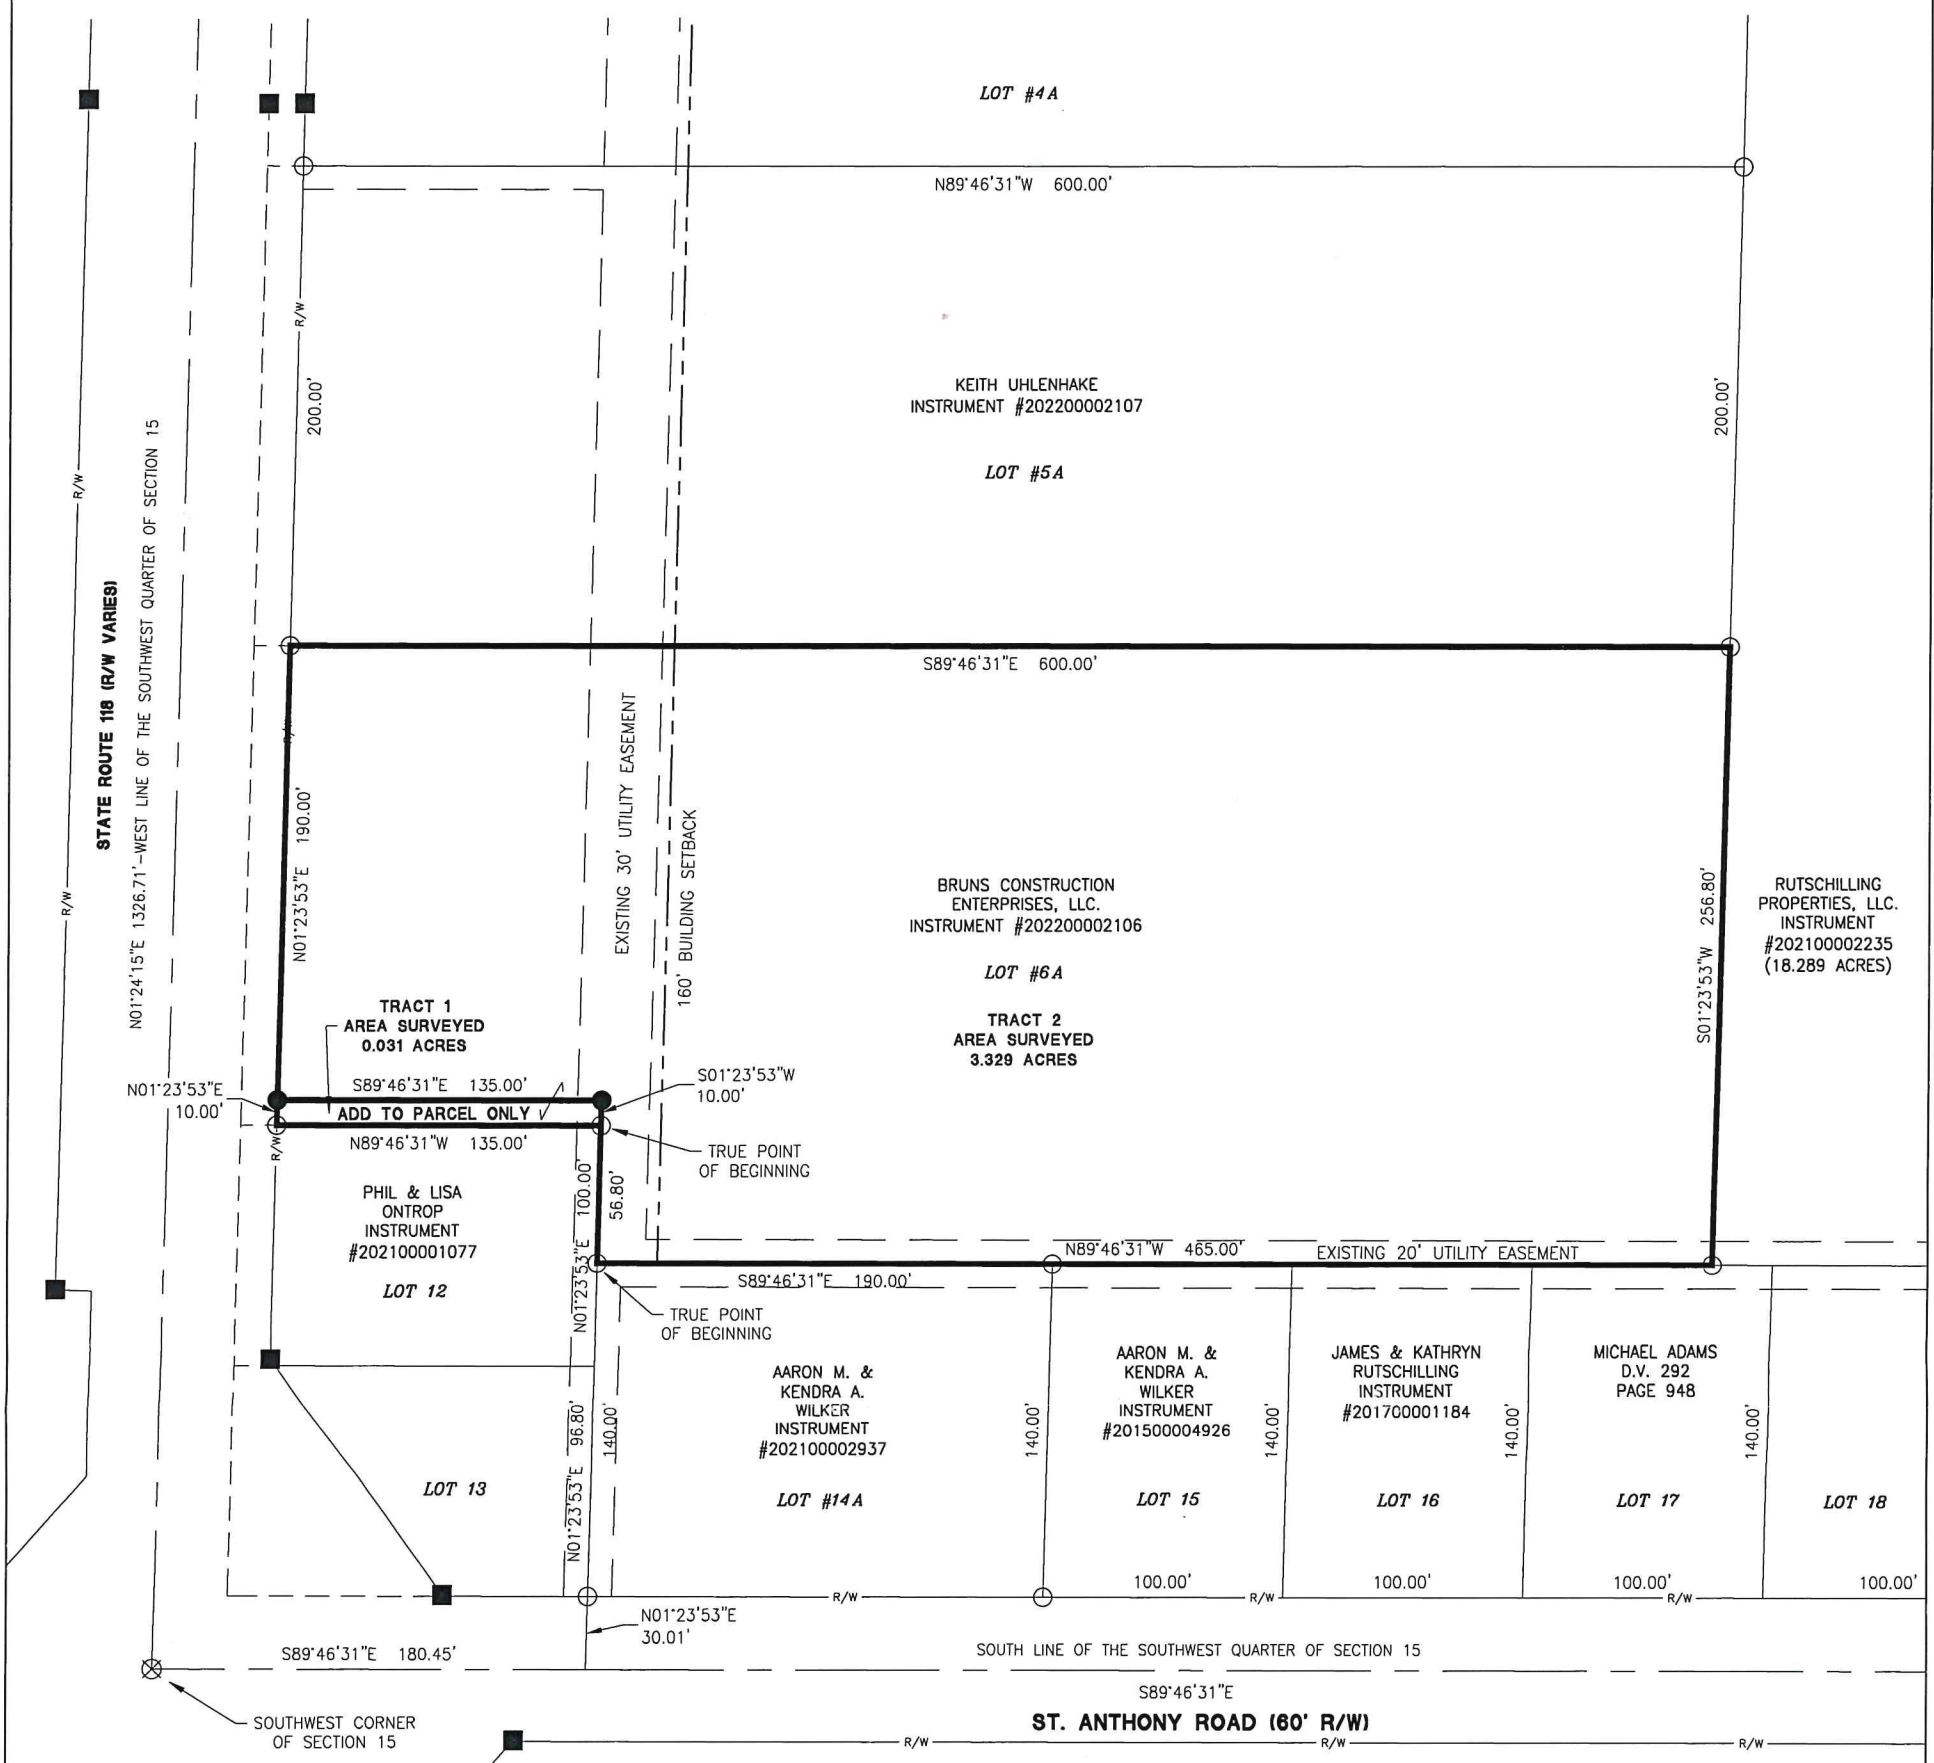 LOT #4A
N89°46'31"W 600.00'
R/W
200.00'
KEITH UHLENHAKE
INSTRUMENT #202200002107
LOT #5A
200.00'
R/W
STATE ROUTE 118 (R/W VARIES)
N01°24'15"E 1326.71'-WEST LINE OF THE SOUTHWEST QUARTER OF SECTION 15
R/W
S89°46'31"E 600.00'
R/W
N01°23'53"E 190.00'
EXISTING 30' UTILITY EASEMENT
160' BUILDING SETBACK
BRUNS CONSTRUCTION
ENTERPRISES, LLC.
INSTRUMENT #202200002106
LOT #6A
TRACT 2
AREA SURVEYED
3.329 ACRES
S01°23'53"W 256.80'
RUTSCHILLING
PROPERTIES, LLC.
INSTRUMENT
#202100002235
(18.289 ACRES)
TRACT 1
AREA SURVEYED
0.031 ACRES
N01°23'53"E
10.00'
S89°46'31"E 135.00'
ADD TO PARCEL ONLY
N89°46'31"W 135.00'
S01°23'53"W
10.00'
TRUE POINT
OF BEGINNING
R/W
PHIL & LISA
ONTROP
INSTRUMENT
#202100001077
LOT 12
N01°23'53"E 100.00'
56.80'
N89°46'31"W 465.00'
EXISTING 20' UTILITY EASEMENT
S89°46'31"E 190.00'
TRUE POINT
OF BEGINNING
LOT 13
N01°23'53"E 96.80'
140.00'
AARON M. &
KENDRA A.
WILKER
INSTRUMENT
#202100002937
LOT #14A
140.00'
AARON M. &
KENDRA A.
WILKER
INSTRUMENT
#201500004926
LOT 15
100.00'
140.00'
JAMES & KATHRYN
RUTSCHILLING
INSTRUMENT
#201700001184
LOT 16
100.00'
140.00'
MICHAEL ADAMS
D.V. 292
PAGE 948
LOT 17
100.00'
140.00'
LOT 18
100.00'
R/W
R/W
R/W
N01°23'53"E
30.01'
S89°46'31"E 180.45'
SOUTH LINE OF THE SOUTHWEST QUARTER OF SECTION 15
S89°46'31"E
SOUTHWEST CORNER
OF SECTION 15
ST. ANTHONY ROAD (60' R/W)
R/W
R/W
R/W